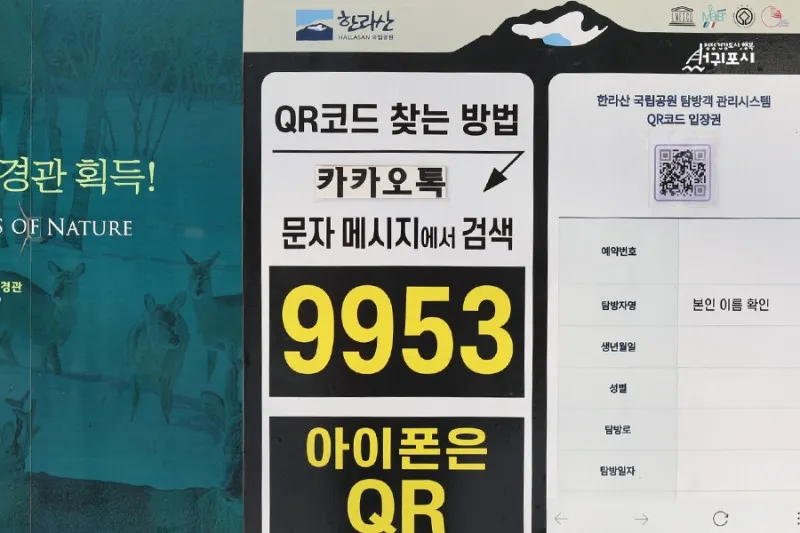 경관 획득!
OF NATURE
경관
한라산
HALLASAN 국립공원
UNESCO
서귀포시
QR코드 찾는 방법
카카오톡
문자 메시지에서 검색
9953
아이폰은
QR
한라산 국립공원 탐방객 관리시스템
QR코드 입장권
예약번호
탐방자명 본인 이름 확인
생년월일
성별
탐방로
탐방일자